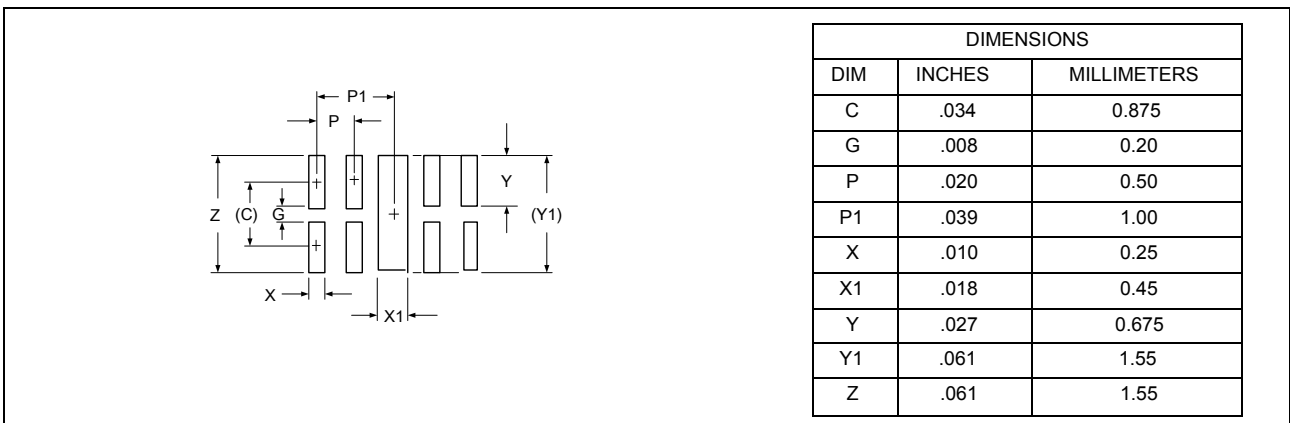 P1
P
Z (C) G Y (Y1)
X
X1
DIMENSIONS
DIM INCHES MILLIMETERS
C .034 0.875
G .008 0.20
P .020 0.50
P1 .039 1.00
X .010 0.25
X1 .018 0.45
Y .027 0.675
Y1 .061 1.55
Z .061 1.55